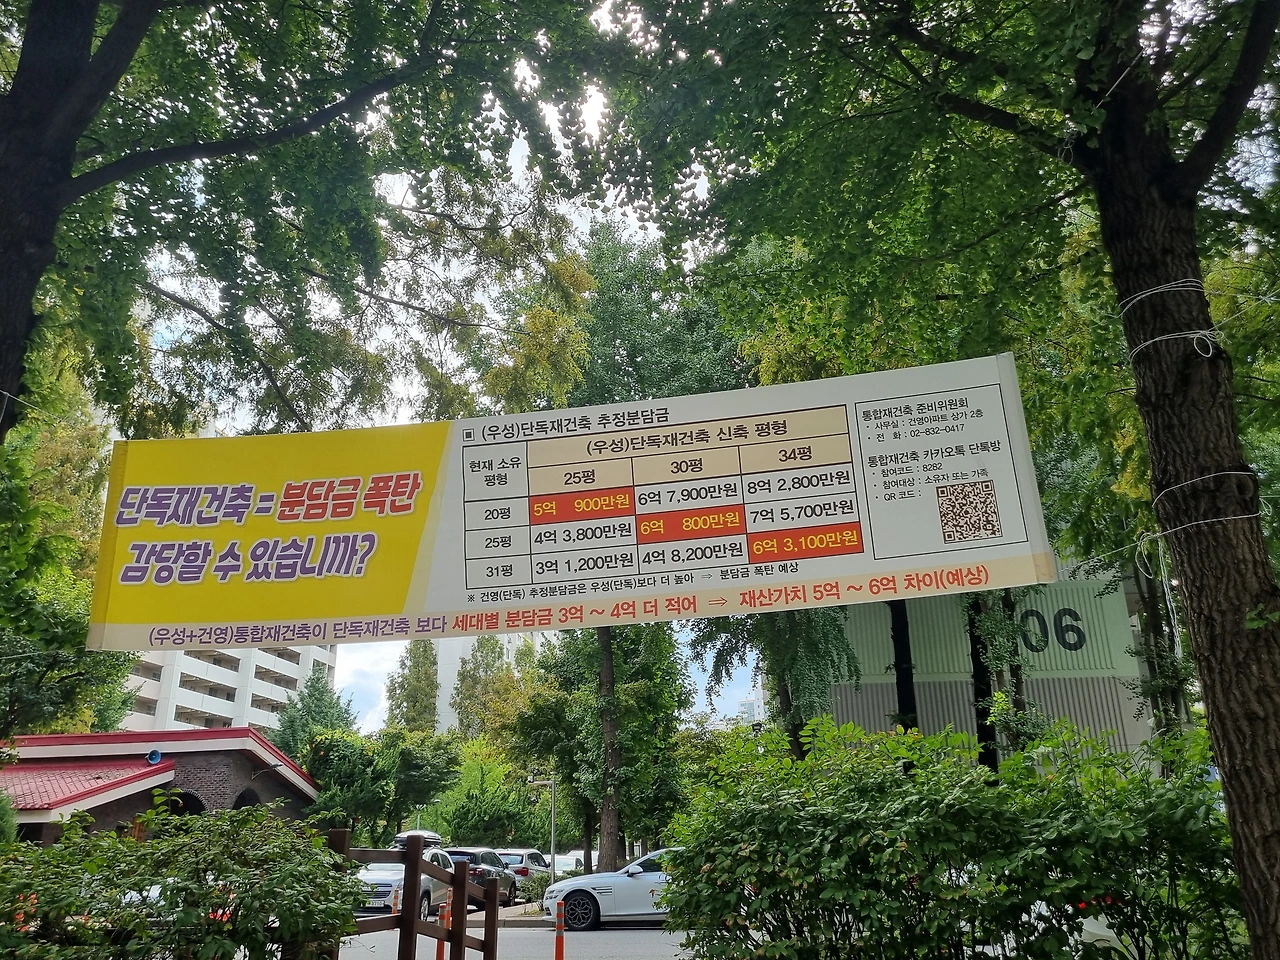 단독재건축 = 분담금 폭탄
감당할 수 있습니까?
■ (우성)단독재건축 추정분담금
현재 소유 평형
(우성)단독재건축 신축 평형
25평 30평 34평
20평 5억 900만원 6억 7,900만원 8억 2,800만원
25평 4억 3,800만원 6억 800만원 7억 5,700만원
31평 3억 1,200만원 4억 8,200만원 6억 3,100만원
※ 건영(단독) 추정분담금은 우성(단독)보다 더 높아 ⇒ 분담금 폭탄 예상
(우성+건영)통합재건축이 단독재건축 보다 세대별 분담금 3억 ~ 4억 더 적어 ⇒ 재산가치 5억 ~ 6억 차이(예상)
통합재건축 준비위원회
• 사무실 : 건영아파트 상가 2층
• 전 화 : 02-832-0417
통합재건축 카카오톡 단톡방
• 참여코드 : 8282
• 참여대상 : 소유자 또는 가족
• QR 코드 :
06